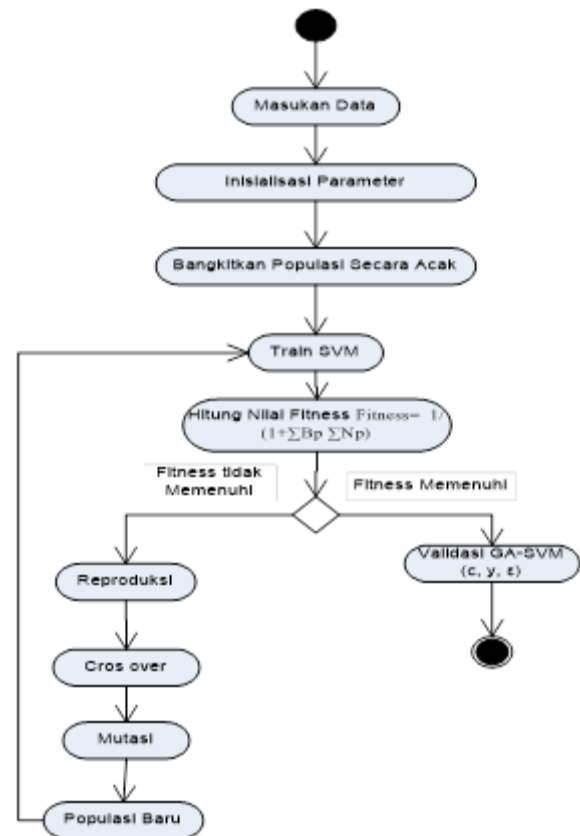 Masukan Data
Inisialisasi Parameter
Bangkitkan Populasi Secara Acak
Train SVM
Hitung Nilai Fitness Fitness= 1/
(1+∑Bp ∑Np)
Fitness tidak
Memenuhi
Fitness Memenuhi
Reproduksi
Cros over
Mutasi
Populasi Baru
Validasi GA-SVM
(c, y, ε)